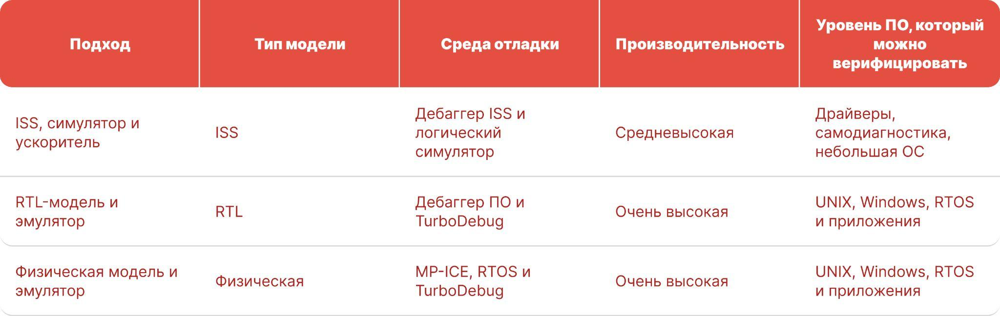 Подход
Тип модели
Среда отладки
Производительность
Уровень ПО, который
можно
верифицировать
ISS, симулятор и
ускоритель
ISS
Дебаггер ISS и
логический
симулятор
Средневысокая
Драйверы,
самодиагностика,
небольшая ОС
RTL-модель и
эмулятор
RTL
Дебаггер ПО и
TurboDebug
Очень высокая
UNIX, Windows, RTOS
и приложения
Физическая модель и
эмулятор
Физическая
MP-ICE, RTOS и
TurboDebug
Очень высокая
UNIX, Windows, RTOS
и приложения